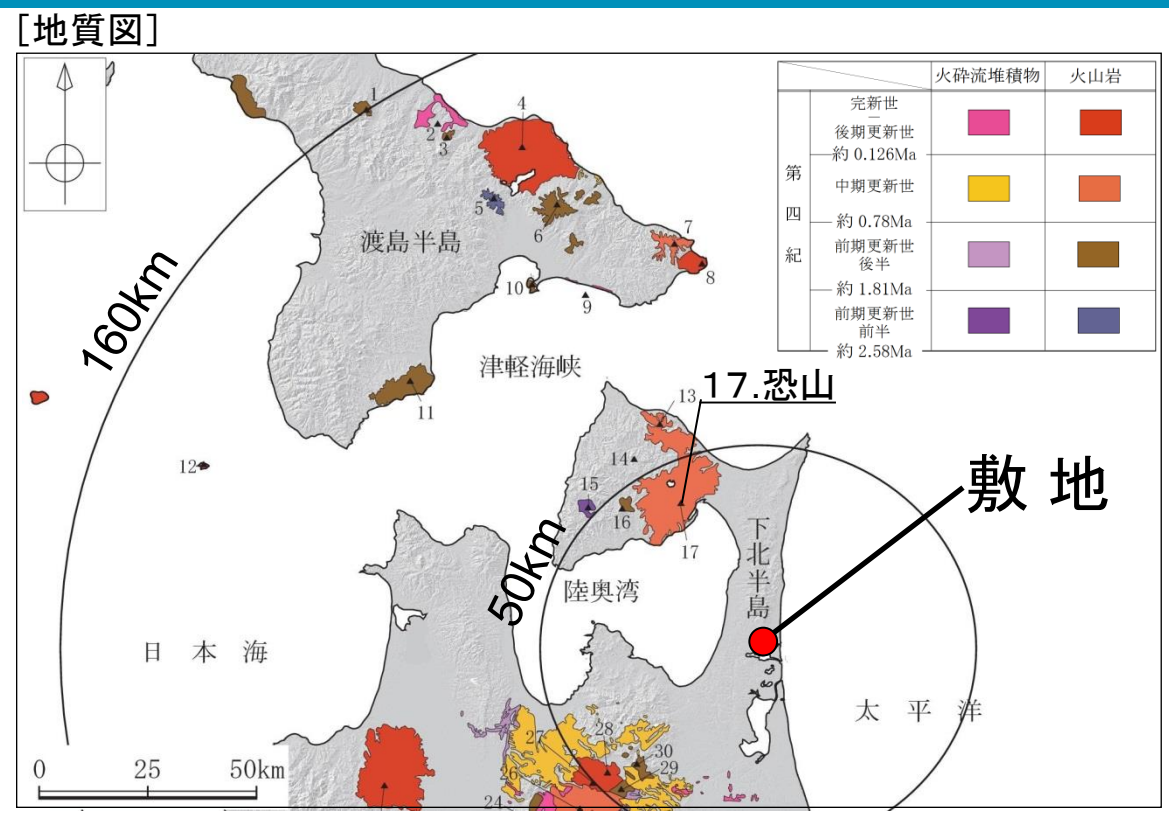 [地質図]
火砕流堆積物 火山岩
第四紀
完新世
―
後期更新世
約 0.126Ma
中期更新世
約 0.78Ma
前期更新世
後半
約 1.81Ma
前期更新世
前半
約 2.58Ma
1
2
3
4
5
6
7
8
9
10
11
12
渡島半島
160km
津軽海峡
17.恐山
13
14
15
16
17
敷地
50km
下北半島
陸奥湾
日本海
太平洋
27
28
30
29
26
24
0 25 50km